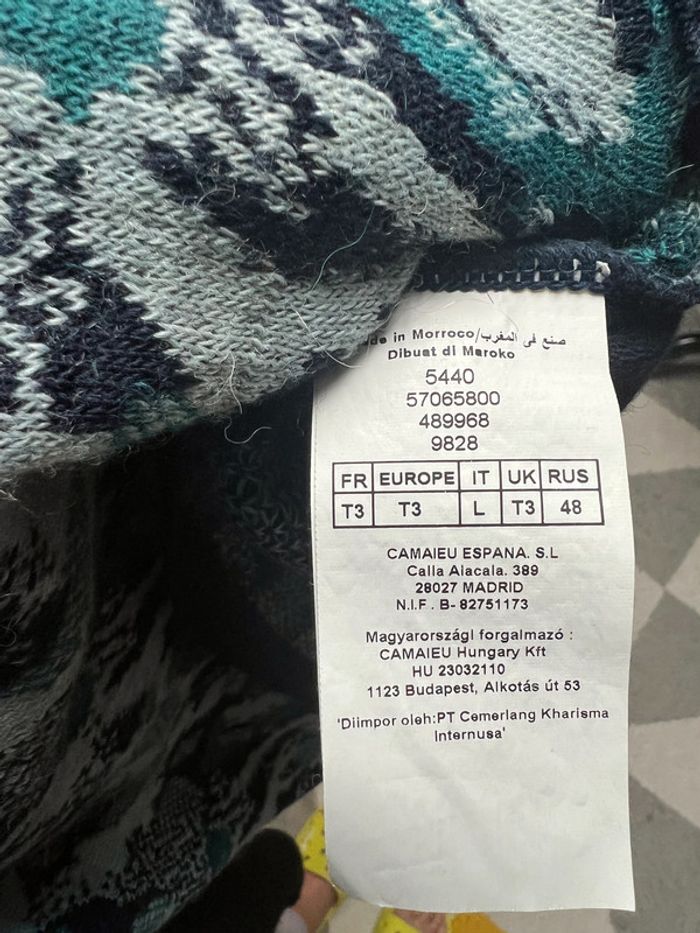 de in Morroco/صنع في المغرب
Dibuat di Maroko
5440
57065800
489968
9828
FR EUROPE IT UK RUS
T3 T3 L T3 48
CAMAIEU ESPANA. S.L
Calla Alacala. 389
28027 MADRID
N.I.F . B- 82751173
Magyarországl forgalmazó :
CAMAIEU Hungary Kft
HU 23032110
1123 Budapest, Alkotás út 53
'Diimpor oleh:PT Cemerlang Kharisma
Internusa'